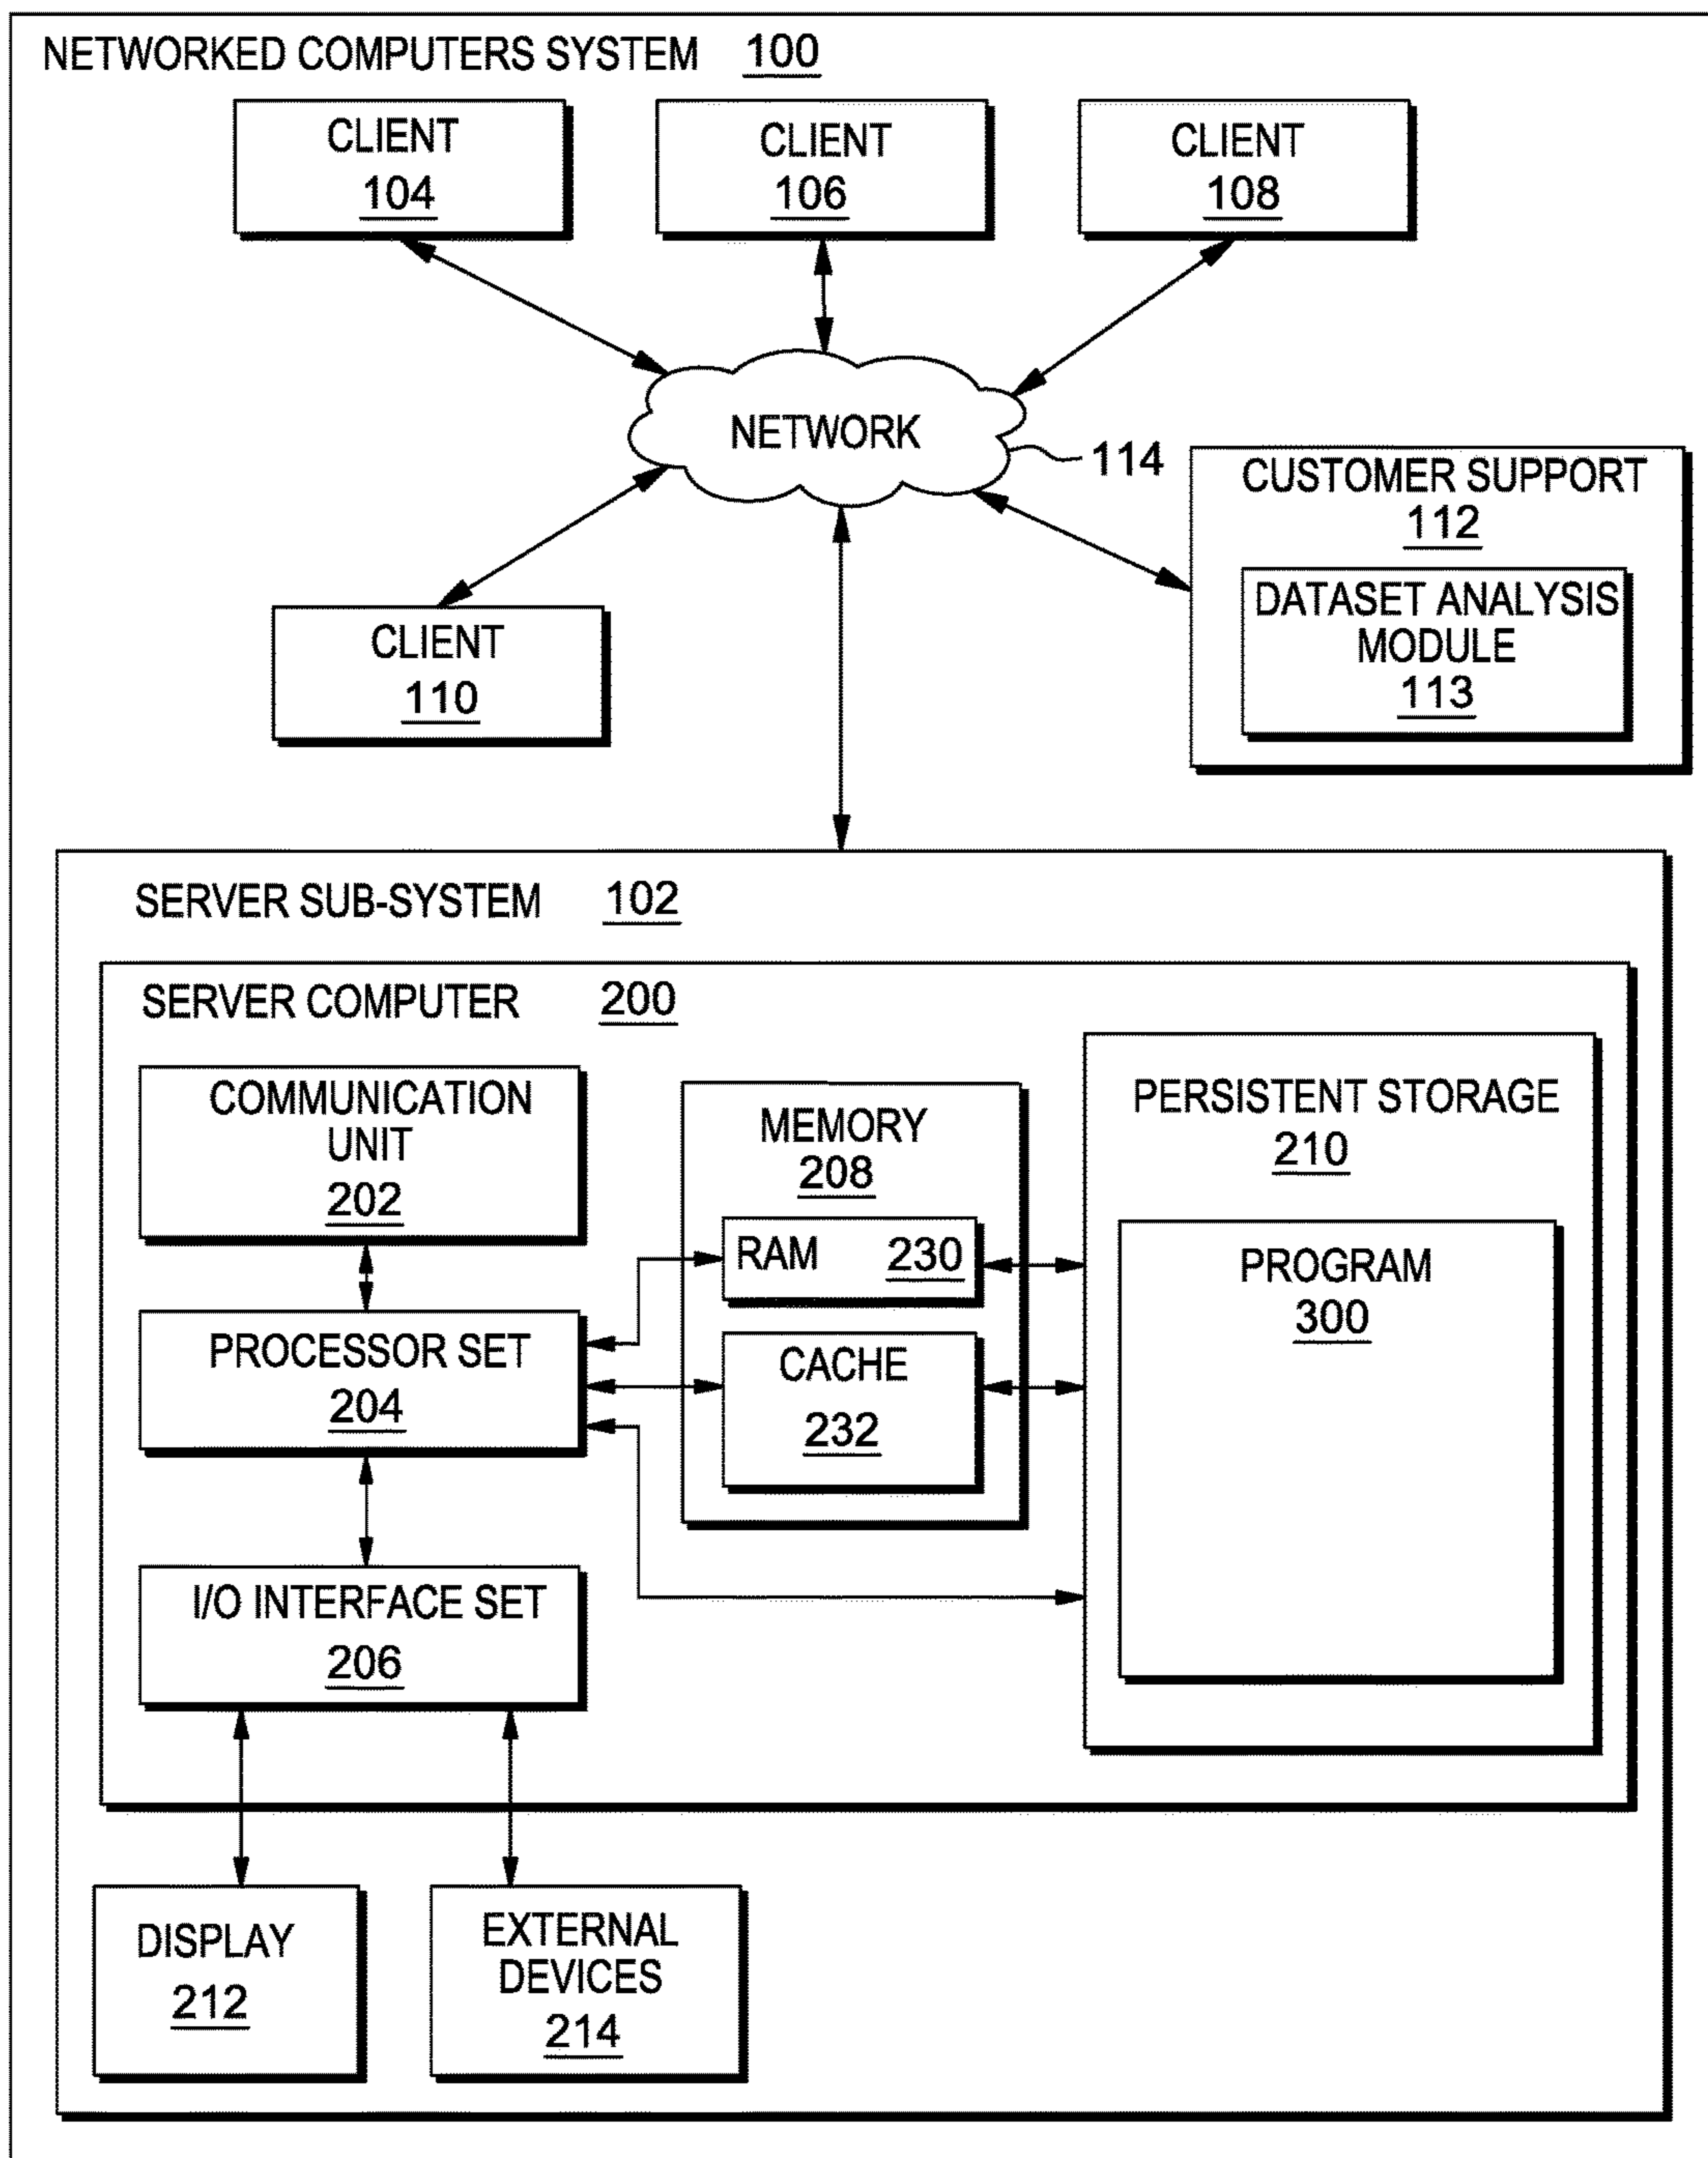 NETWORKED COMPUTERS SYSTEM 100
CLIENT
104
CLIENT
106
CLIENT
108
NETWORK
114
CUSTOMER SUPPORT
112
DATASET ANALYSIS
MODULE
113
CLIENT
110
SERVER SUB-SYSTEM 102
SERVER COMPUTER 200
COMMUNICATION
UNIT
202
PROCESSOR SET
204
I/O INTERFACE SET
206
MEMORY
208
RAM 230
CACHE
232
PERSISTENT STORAGE
210
PROGRAM
300
DISPLAY
212
EXTERNAL
DEVICES
214